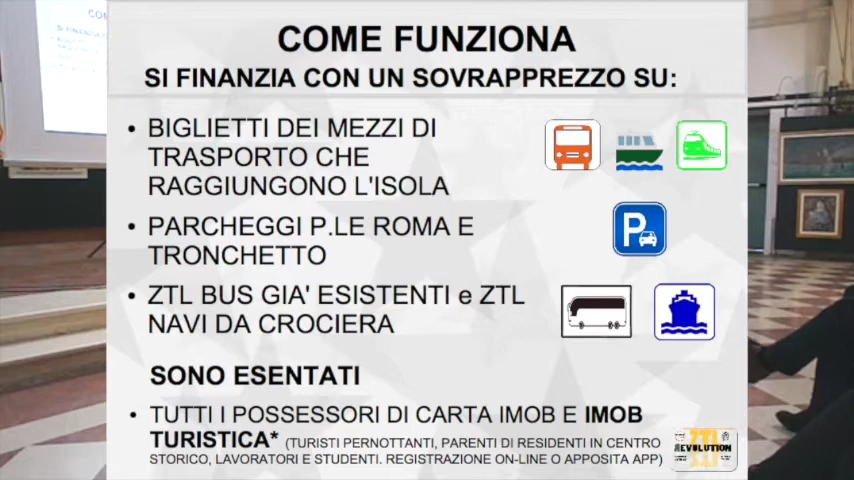 COME FUNZIONA
SI FINANZIA CON UN SOVRAPPREZZO SU:
• BIGLIETTI DEI MEZZI DI
TRASPORTO CHE
RAGGIUNGONO L'ISOLA
• PARCHEGGI P.LE ROMA E
TRONCHETTO
• ZTL BUS GIA' ESISTENTI e ZTL
NAVI DA CROCIERA
SONO ESENTATI
• TUTTI I POSSESSORI DI CARTA IMOB E IMOB
TURISTICA* (TURISTI PERNOTTANTI, PARENTI DI RESIDENTI IN CENTRO
STORICO, LAVORATORI E STUDENTI. REGISTRAZIONE ON-LINE O APPOSITA APP)
P
ZTL
REVOLUTION